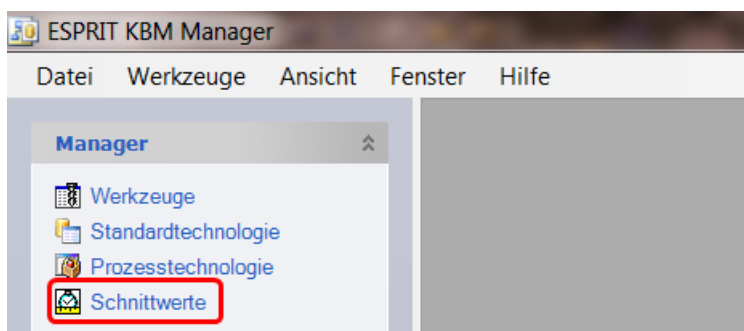 ESPRIT KBM Manager
Datei Werkzeuge Ansicht Fenster Hilfe
Manager
Werkzeuge
Standardtechnologie
Prozesstechnologie
Schnittwerte